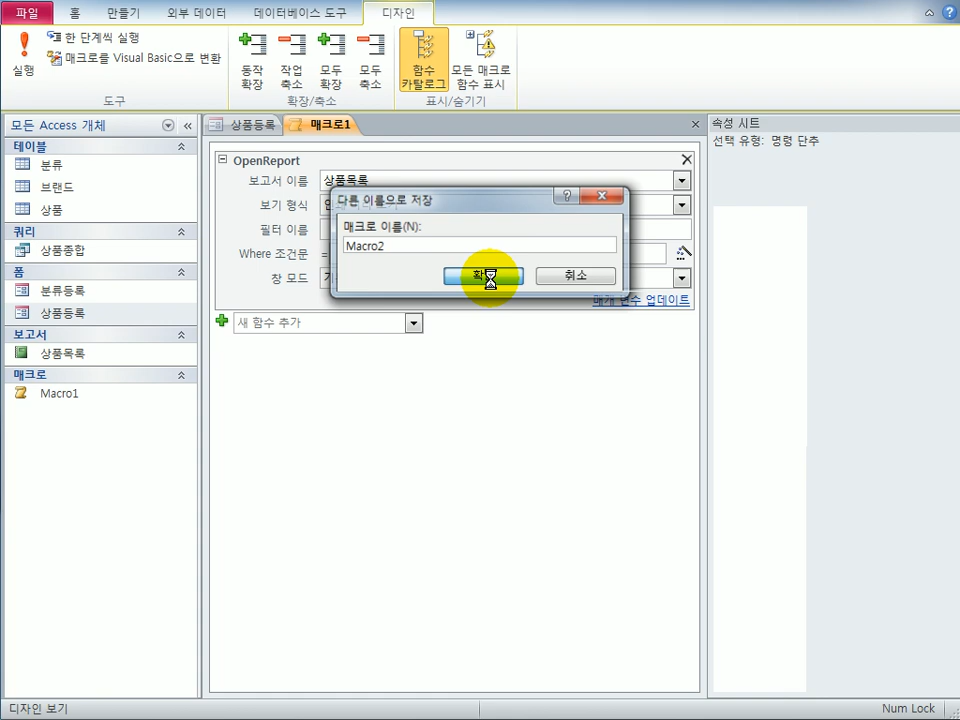 파일 홈 만들기 외부 데이터 데이터베이스 도구 디자인
한 단계씩 실행
매크로를 Visual Basic으로 변환
실행
도구
동작 확장
작업 축소
모두 확장
모두 축소
확장/축소
함수 카탈로그
모든 매크로 함수 표시
표시/숨기기
모든 Access 개체
테이블
분류
브랜드
상품
쿼리
상품종합
폼
분류등록
상품등록
보고서
상품목록
매크로
Macro1
상품등록 매크로1
OpenReport
보고서 이름 상품목록
보기 형식
필터 이름
Where 조건문 =
창 모드
매개 변수 업데이트
새 함수 추가
다른 이름으로 저장
매크로 이름(N):
Macro2
취소
속성 시트
선택 유형: 명령 단추
디자인 보기
Num Lock